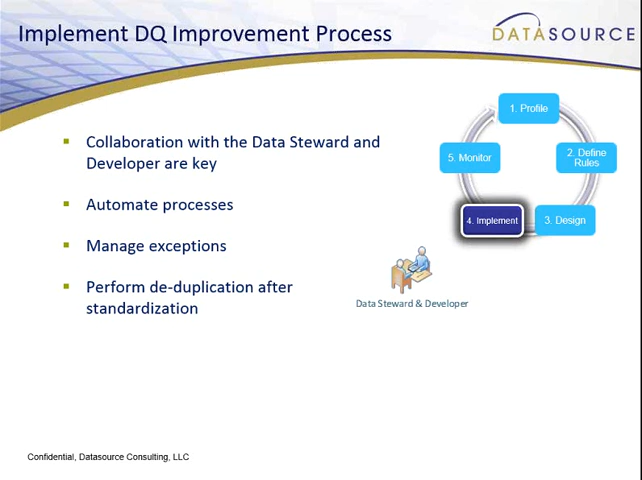 Implement DQ Improvement Process
DATASOURCE
Collaboration with the Data Steward and
Developer are key
Automate processes
Manage exceptions
Perform de-duplication after
standardization
1. Profile
2. Define
Rules
3. Design
4. Implement
5. Monitor
Data Steward & Developer
Confidential, Datasource Consulting, LLC